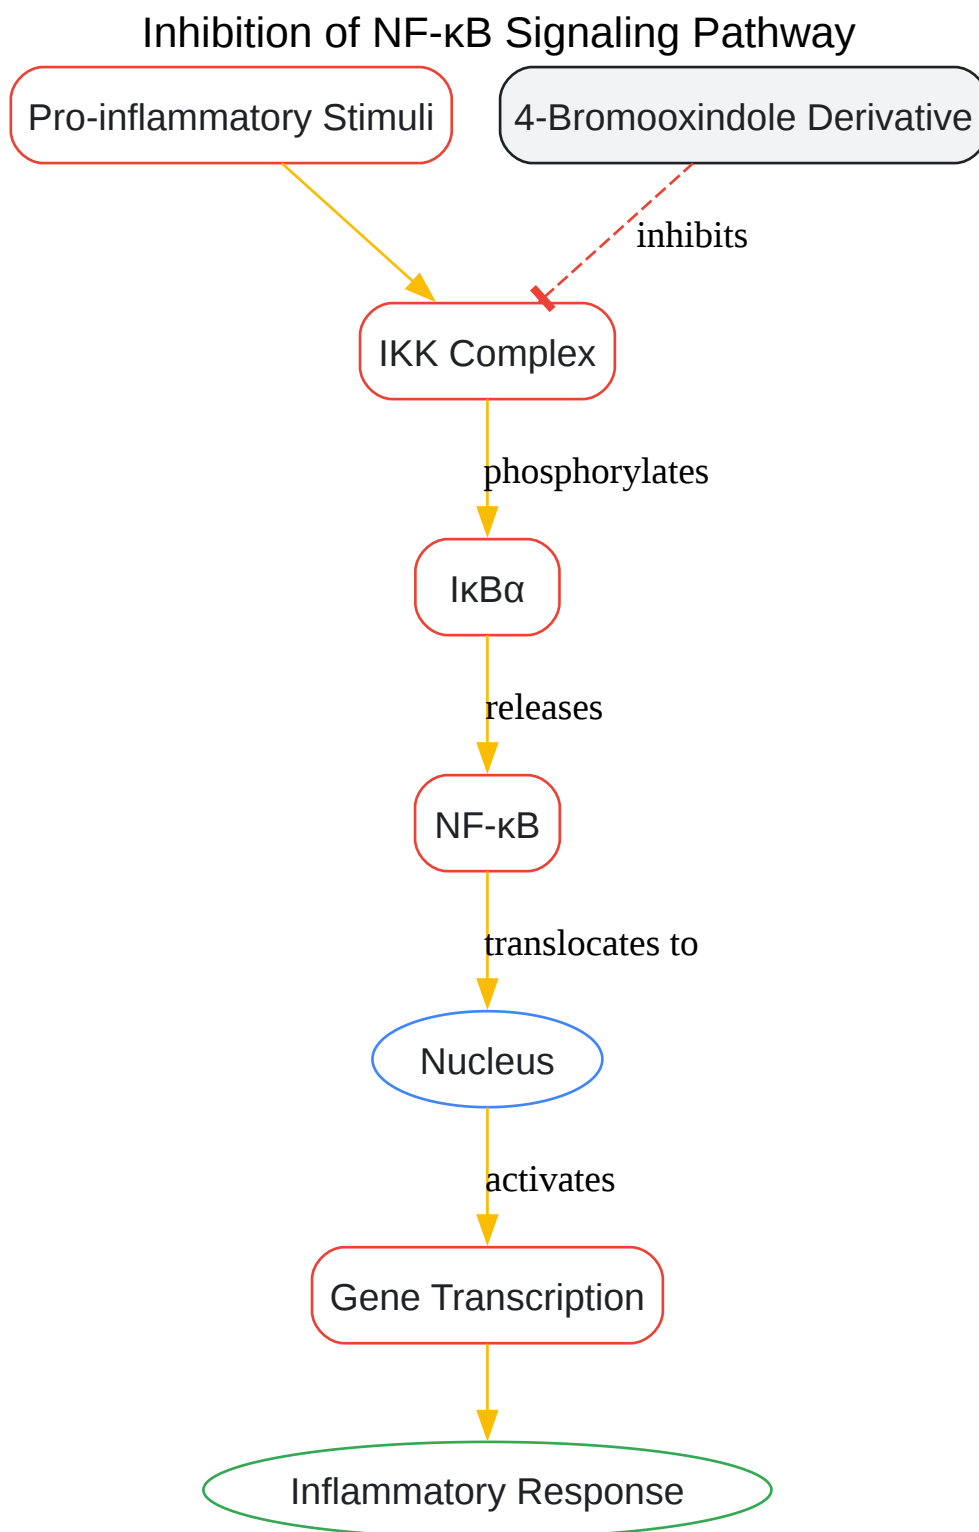 Inhibition of NF-κB Signaling Pathway
Pro-inflammatory Stimuli
4-Bromooxindole Derivative
inhibits
IKK Complex
phosphorylates
IκBα
releases
NF-κB
translocates to
Nucleus
activates
Gene Transcription
Inflammatory Response